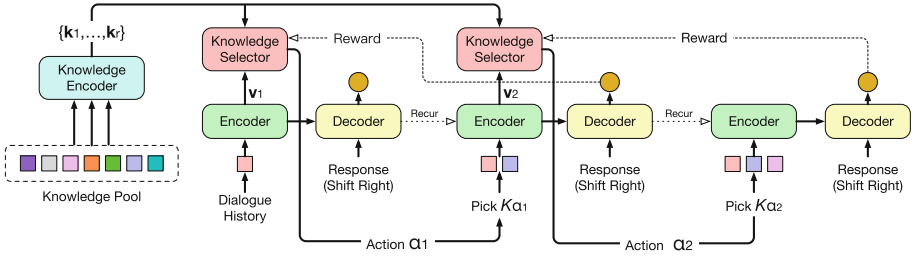 {k1,...,kr}
Knowledge
Encoder
Knowledge Pool
Knowledge
Selector
Reward
Knowledge
Selector
Reward
v1
v2
Encoder
Decoder
Recur
Encoder
Decoder
Recur
Encoder
Decoder
Dialogue
History
Response
(Shift Right)
Pick Kα1
Response
(Shift Right)
Pick Kα2
Response
(Shift Right)
Action α1
Action α2